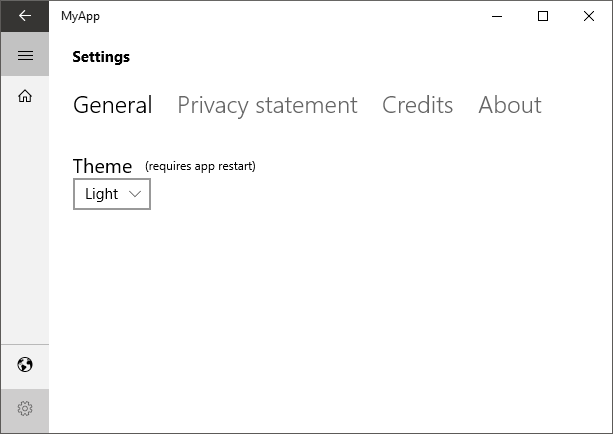 MyApp
Settings
General Privacy statement Credits About
Theme (requires app restart)
Light